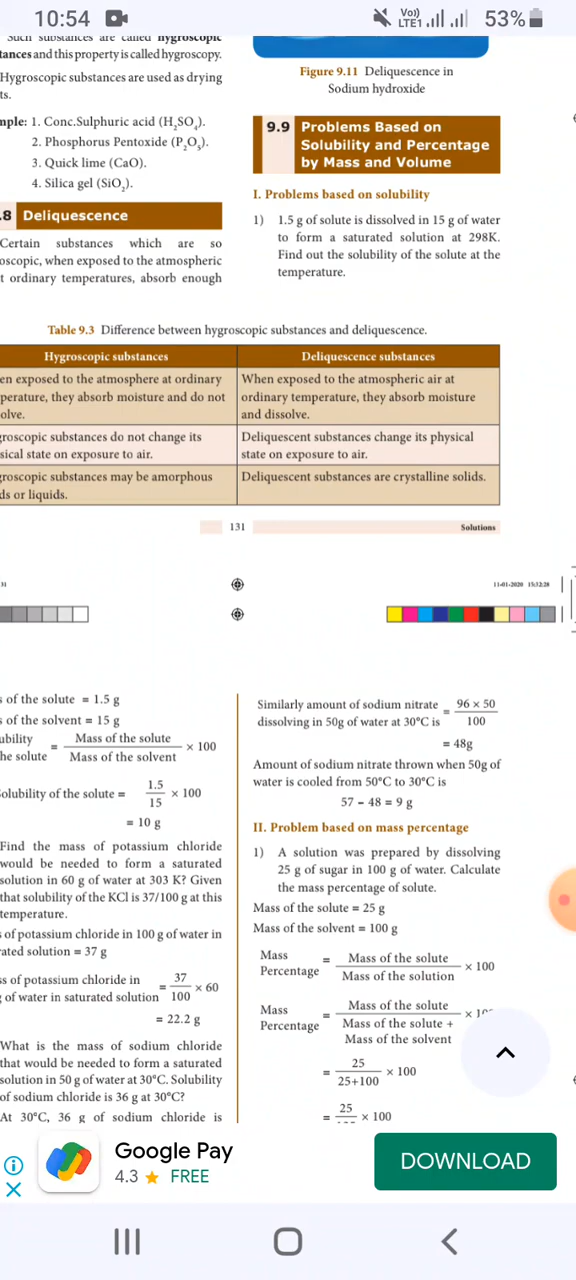 10:54
Vo))
LTE1
53%
Such substances are called hygroscopic
tances and this property is called hygroscopy.
Hygroscopic substances are used as drying
ts.
mple: 1. Conc.Sulphuric acid (H₂SO₄).
2. Phosphorus Pentoxide (P₂O₅).
3. Quick lime (CaO).
4. Silica gel (SiO₂).
.8 Deliquescence
Certain substances which are so
oscopic, when exposed to the atmospheric
t ordinary temperatures, absorb enough
Figure 9.11 Deliquescence in
Sodium hydroxide
9.9 Problems Based on
Solubility and Percentage
by Mass and Volume
I. Problems based on solubility
1) 1.5 g of solute is dissolved in 15 g of water
to form a saturated solution at 298K.
Find out the solubility of the solute at the
temperature.
Table 9.3 Difference between hygroscopic substances and deliquescence.
Hygroscopic substances
Deliquescence substances
en exposed to the atmosphere at ordinary
perature, they absorb moisture and do not
olve.
When exposed to the atmospheric air at
ordinary temperature, they absorb moisture
and dissolve.
groscopic substances do not change its
sical state on exposure to air.
Deliquescent substances change its physical
state on exposure to air.
groscopic substances may be amorphous
ds or liquids.
Deliquescent substances are crystalline solids.
131
Solutions
31
11-01-2020 15:32:28
s of the solute = 1.5 g
s of the solvent = 15 g
ubility
he solute = Mass of the solute / Mass of the solvent × 100
olubility of the solute = 1.5 / 15 × 100
= 10 g
Find the mass of potassium chloride
would be needed to form a saturated
solution in 60 g of water at 303 K? Given
that solubility of the KCl is 37/100 g at this
temperature.
s of potassium chloride in 100 g of water in
rated solution = 37 g
ss of potassium chloride in
g of water in saturated solution = 37 / 100 × 60
= 22.2 g
What is the mass of sodium chloride
that would be needed to form a saturated
solution in 50 g of water at 30°C. Solubility
of sodium chloride is 36 g at 30°C?
At 30°C, 36 g of sodium chloride is
Similarly amount of sodium nitrate
dissolving in 50g of water at 30°C is = 96 × 50 / 100
= 48g
Amount of sodium nitrate thrown when 50g of
water is cooled from 50°C to 30°C is
57 – 48 = 9 g
II. Problem based on mass percentage
1) A solution was prepared by dissolving
25 g of sugar in 100 g of water. Calculate
the mass percentage of solute.
Mass of the solute = 25 g
Mass of the solvent = 100 g
Mass
Percentage = Mass of the solute / Mass of the solution × 100
Mass
Percentage = Mass of the solute / Mass of the solute +
Mass of the solvent ×
= 25 / 25+100 × 100
= 25 × 100
Google Pay
4.3 ★ FREE
DOWNLOAD